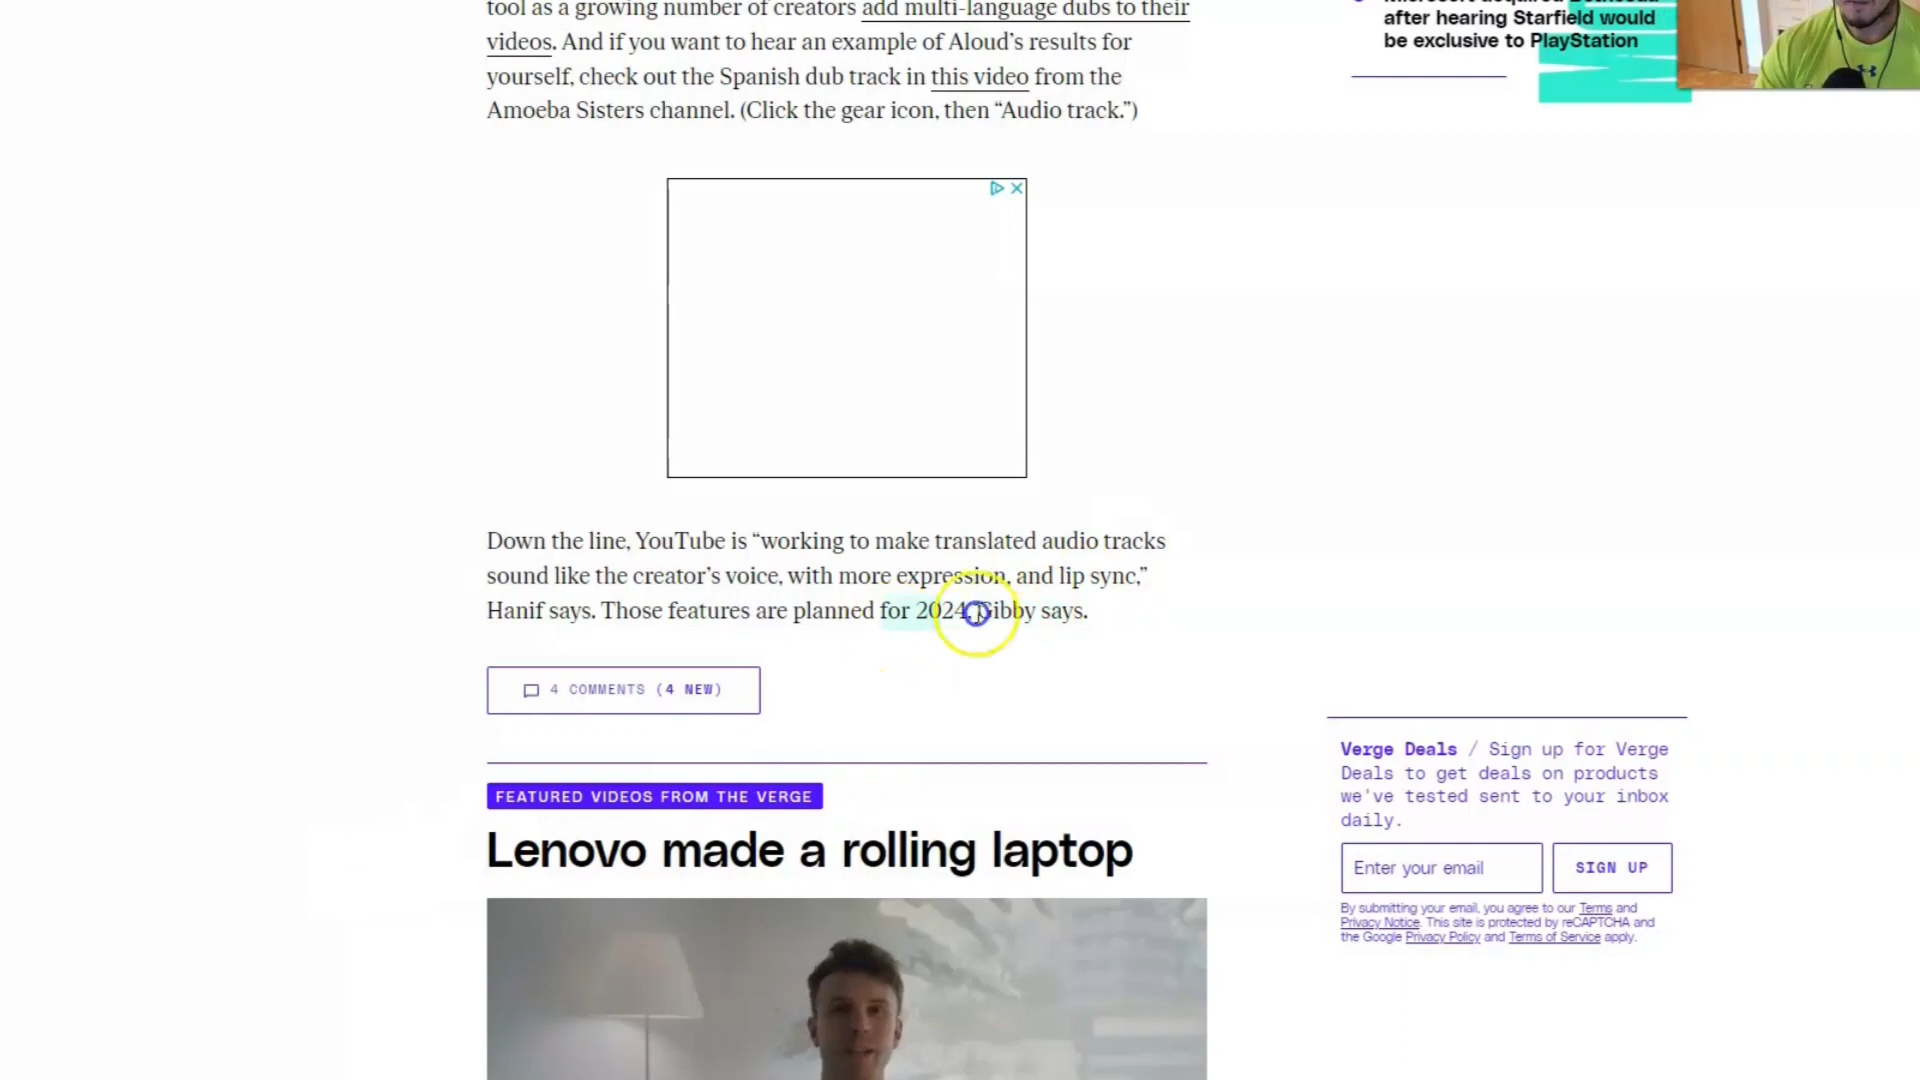 tool as a growing number of creators add multi-language dubs to their
videos. And if you want to hear an example of Aloud’s results for
yourself, check out the Spanish dub track in this video from the
Amoeba Sisters channel. (Click the gear icon, then “Audio track.”)
Microsoft acquired Bethesda
after hearing Starfield would
be exclusive to PlayStation
Down the line, YouTube is “working to make translated audio tracks
sound like the creator’s voice, with more expression, and lip sync,”
Hanif says. Those features are planned for 2024, Gibby says.
4 COMMENTS (4 NEW)
FEATURED VIDEOS FROM THE VERGE
Lenovo made a rolling laptop
Verge Deals / Sign up for Verge
Deals to get deals on products
we've tested sent to your inbox
daily.
Enter your email
SIGN UP
By submitting your email, you agree to our Terms and
Privacy Notice. This site is protected by reCAPTCHA and
the Google Privacy Policy and Terms of Service apply.